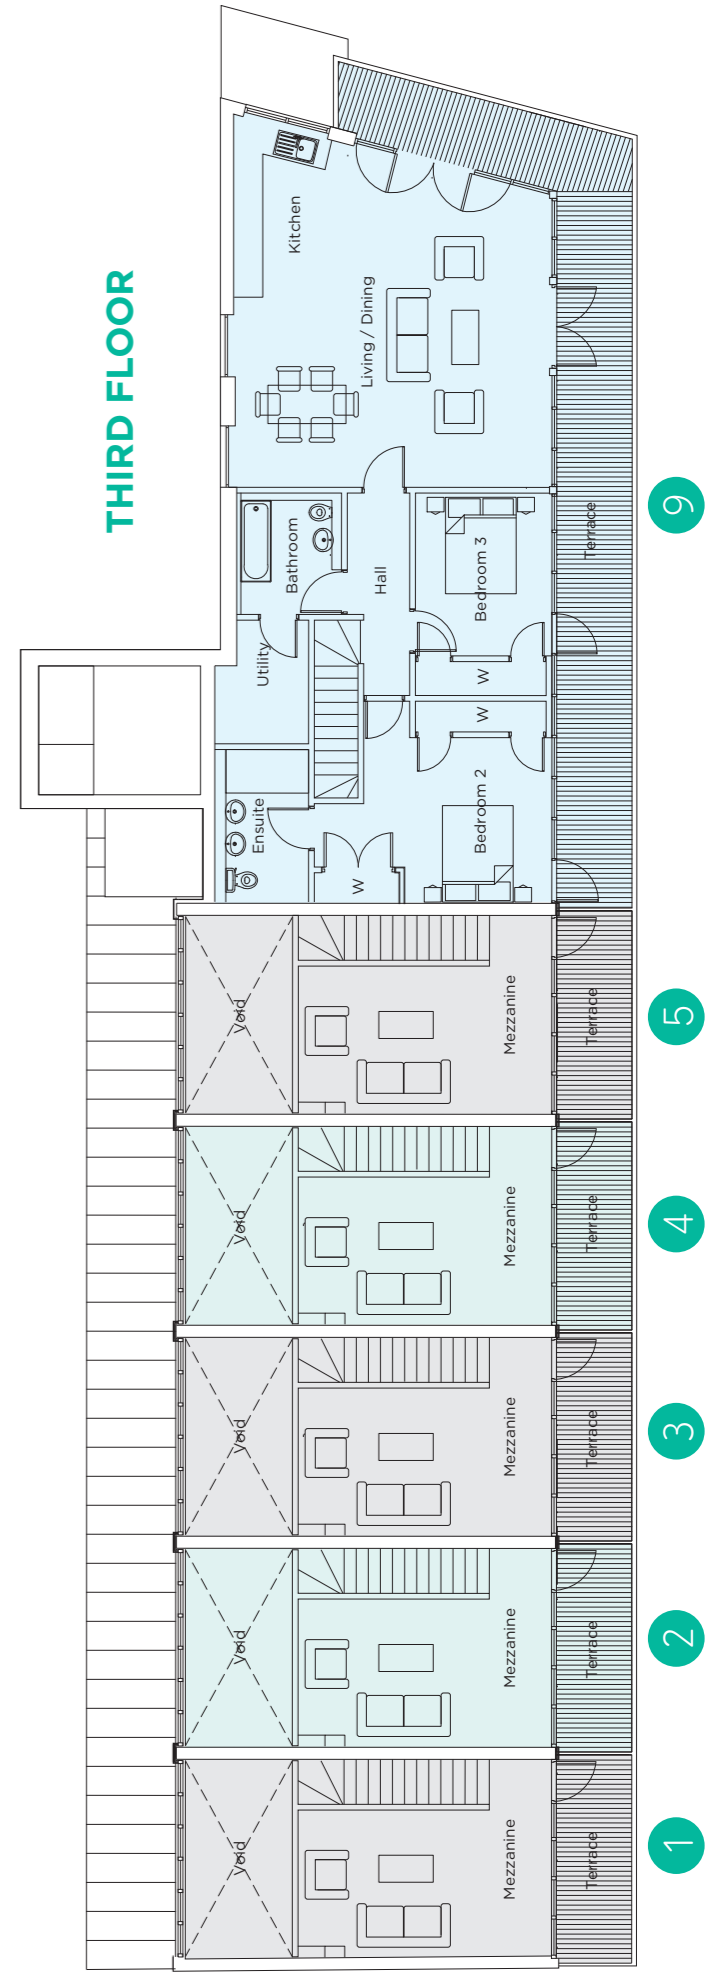 THIRD FLOOR
Void
Mezzanine
Terrace
1
Void
Mezzanine
Terrace
2
Void
Mezzanine
Terrace
3
Void
Mezzanine
Terrace
4
Void
Mezzanine
Terrace
5
Ensuite
W
Bedroom 2
W
Utility
Bathroom
Hall
W
Bedroom 3
Kitchen
Living / Dining
Terrace
9